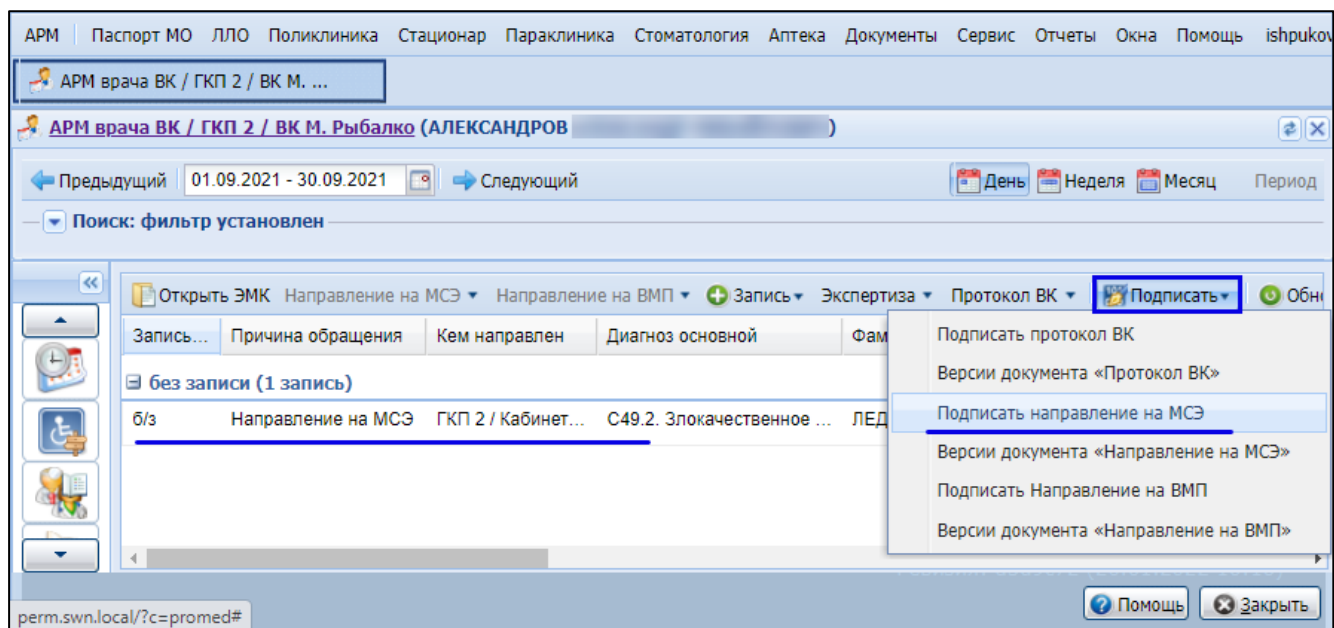 АРМ Паспорт МО ЛЛО Поликлиника Стационар Параклиника Стоматология Аптека Документы Сервис Отчеты Окна Помощь ishpukov
АРМ врача ВК / ГКП 2 / ВК М. ...
АРМ врача ВК / ГКП 2 / ВК М. Рыбалко (АЛЕКСАНДРОВ )
Предыдущий 01.09.2021 - 30.09.2021 Следующий День Неделя Месяц Период
Поиск: фильтр установлен
Открыть ЭМК Направление на МСЭ Направление на ВМП Запись Экспертиза Протокол ВК Подписать Обн
Запись... Причина обращения Кем направлен Диагноз основной Фам
Подписать протокол ВК
без записи (1 запись)
Версии документа «Протокол ВК»
б/з Направление на МСЭ ГКП 2 / Кабинет... С49.2. Злокачественное ... ЛЕД
Подписать направление на МСЭ
Версии документа «Направление на МСЭ»
Подписать Направление на ВМП
Версии документа «Направление на ВМП»
Помощь Закрыть
perm.swn.local/?c=promed#